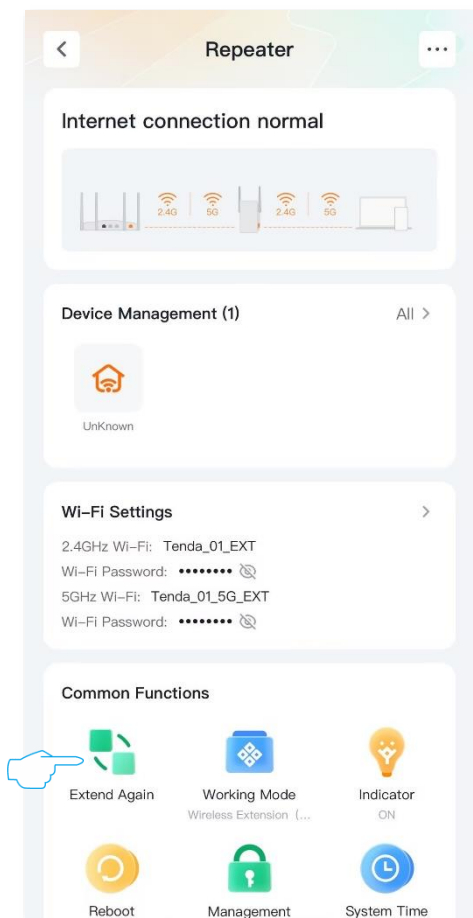 Repeater
Internet connection normal
2.4G 5G 2.4G 5G
Device Management (1) All
UnKnown
Wi-Fi Settings
2.4GHz Wi-Fi: Tenda_01_EXT
Wi-Fi Password: ••••••••
5GHz Wi-Fi: Tenda_01_5G_EXT
Wi-Fi Password: ••••••••
Common Functions
Extend Again Working Mode Indicator
Wireless Extension (... ON
Reboot Management System Time